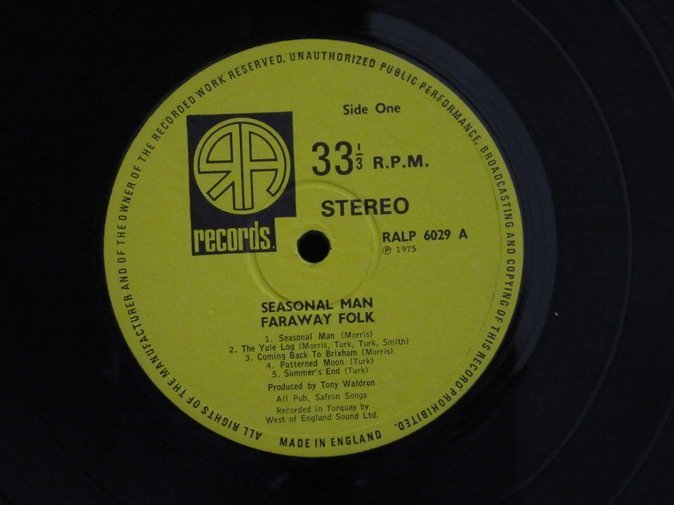 ALL RIGHTS OF THE MANUFACTURER AND OF THE OWNER OF THE RECORDED WORK RESERVED. UNAUTHORIZED PUBLIC PERFORMANCE, BROADCASTING AND COPYING OF THIS RECORD PROHIBITED.
Side One
RA
records.
33⅓ R.P.M.
STEREO
RALP 6029 A
℗ 1975
SEASONAL MAN
FARAWAY FOLK
1. Seasonal Man (Morris)
2. The Yule Log (Morris, Turk, Turk, Smith)
3. Coming Back To Brixham (Morris)
4. Patterned Moon (Turk)
5. Summer's End (Turk)
Produced by Tony Waldron
All Pub, Safron Songs
Recorded in Torquay by
West of England Sound Ltd.
MADE IN ENGLAND